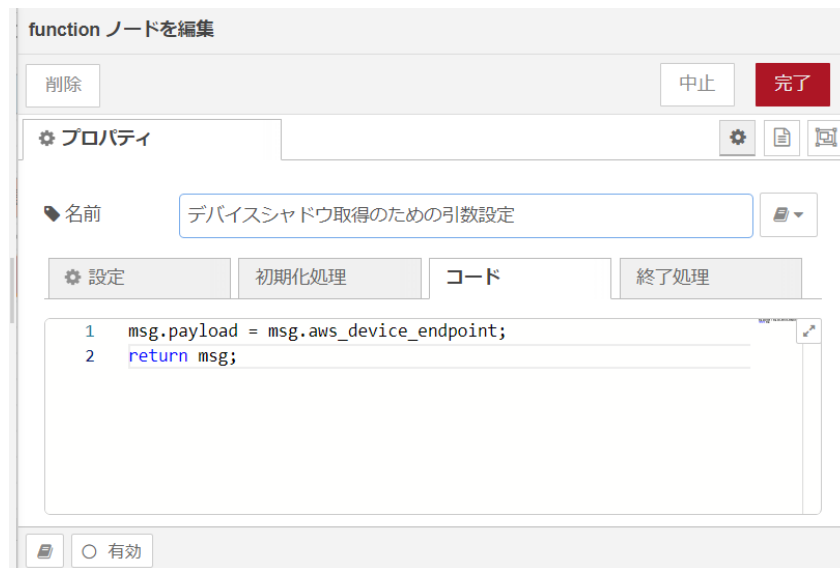 function ノードを編集
削除
中止
完了
プロパティ
名前
デバイスシャドウ取得のための引数設定
設定
初期化処理
コード
終了処理
1 msg.payload = msg.aws_device_endpoint;
2 return msg;
有効